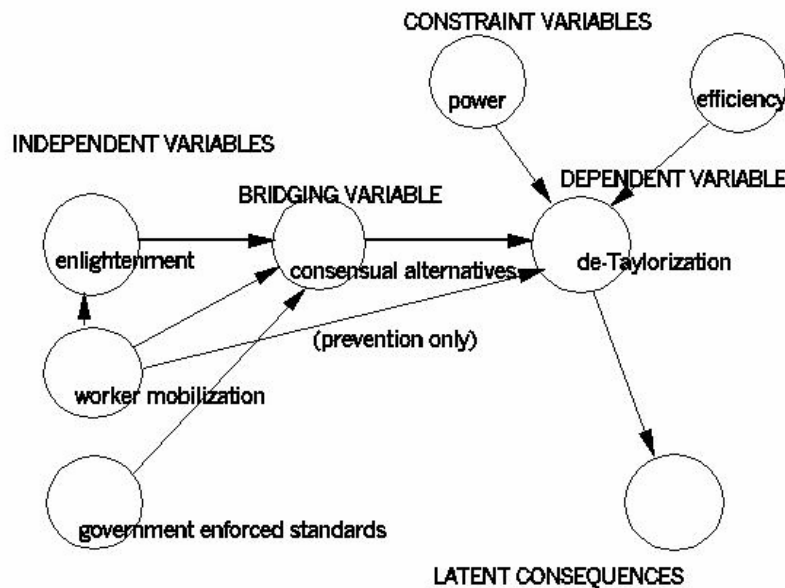 CONSTRAINT VARIABLES
power
efficiency
INDEPENDENT VARIABLES
BRIDGING VARIABLE
DEPENDENT VARIABLE
enlightenment
consensual alternatives
de-Taylorization
(prevention only)
worker mobilization
government enforced standards
LATENT CONSEQUENCES